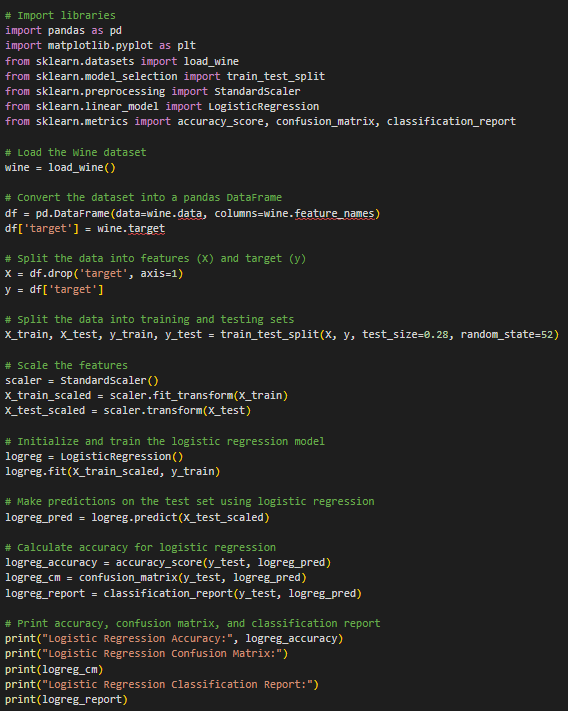 # Import libraries
import pandas as pd
import matplotlib.pyplot as plt
from sklearn.datasets import load_wine
from sklearn.model_selection import train_test_split
from sklearn.preprocessing import StandardScaler
from sklearn.linear_model import LogisticRegression
from sklearn.metrics import accuracy_score, confusion_matrix, classification_report
# Load the Wine dataset
wine = load_wine()
# Convert the dataset into a pandas DataFrame
df = pd.DataFrame(data=wine.data, columns=wine.feature_names)
df['target'] = wine.target
# Split the data into features (X) and target (y)
X = df.drop('target', axis=1)
y = df['target']
# Split the data into training and testing sets
X_train, X_test, y_train, y_test = train_test_split(X, y, test_size=0.28, random_state=52)
# Scale the features
scaler = StandardScaler()
X_train_scaled = scaler.fit_transform(X_train)
X_test_scaled = scaler.transform(X_test)
# Initialize and train the logistic regression model
logreg = LogisticRegression()
logreg.fit(X_train_scaled, y_train)
# Make predictions on the test set using logistic regression
logreg_pred = logreg.predict(X_test_scaled)
# Calculate accuracy for logistic regression
logreg_accuracy = accuracy_score(y_test, logreg_pred)
logreg_cm = confusion_matrix(y_test, logreg_pred)
logreg_report = classification_report(y_test, logreg_pred)
# Print accuracy, confusion matrix, and classification report
print("Logistic Regression Accuracy:", logreg_accuracy)
print("Logistic Regression Confusion Matrix:")
print(logreg_cm)
print("Logistic Regression Classification Report:")
print(logreg_report)